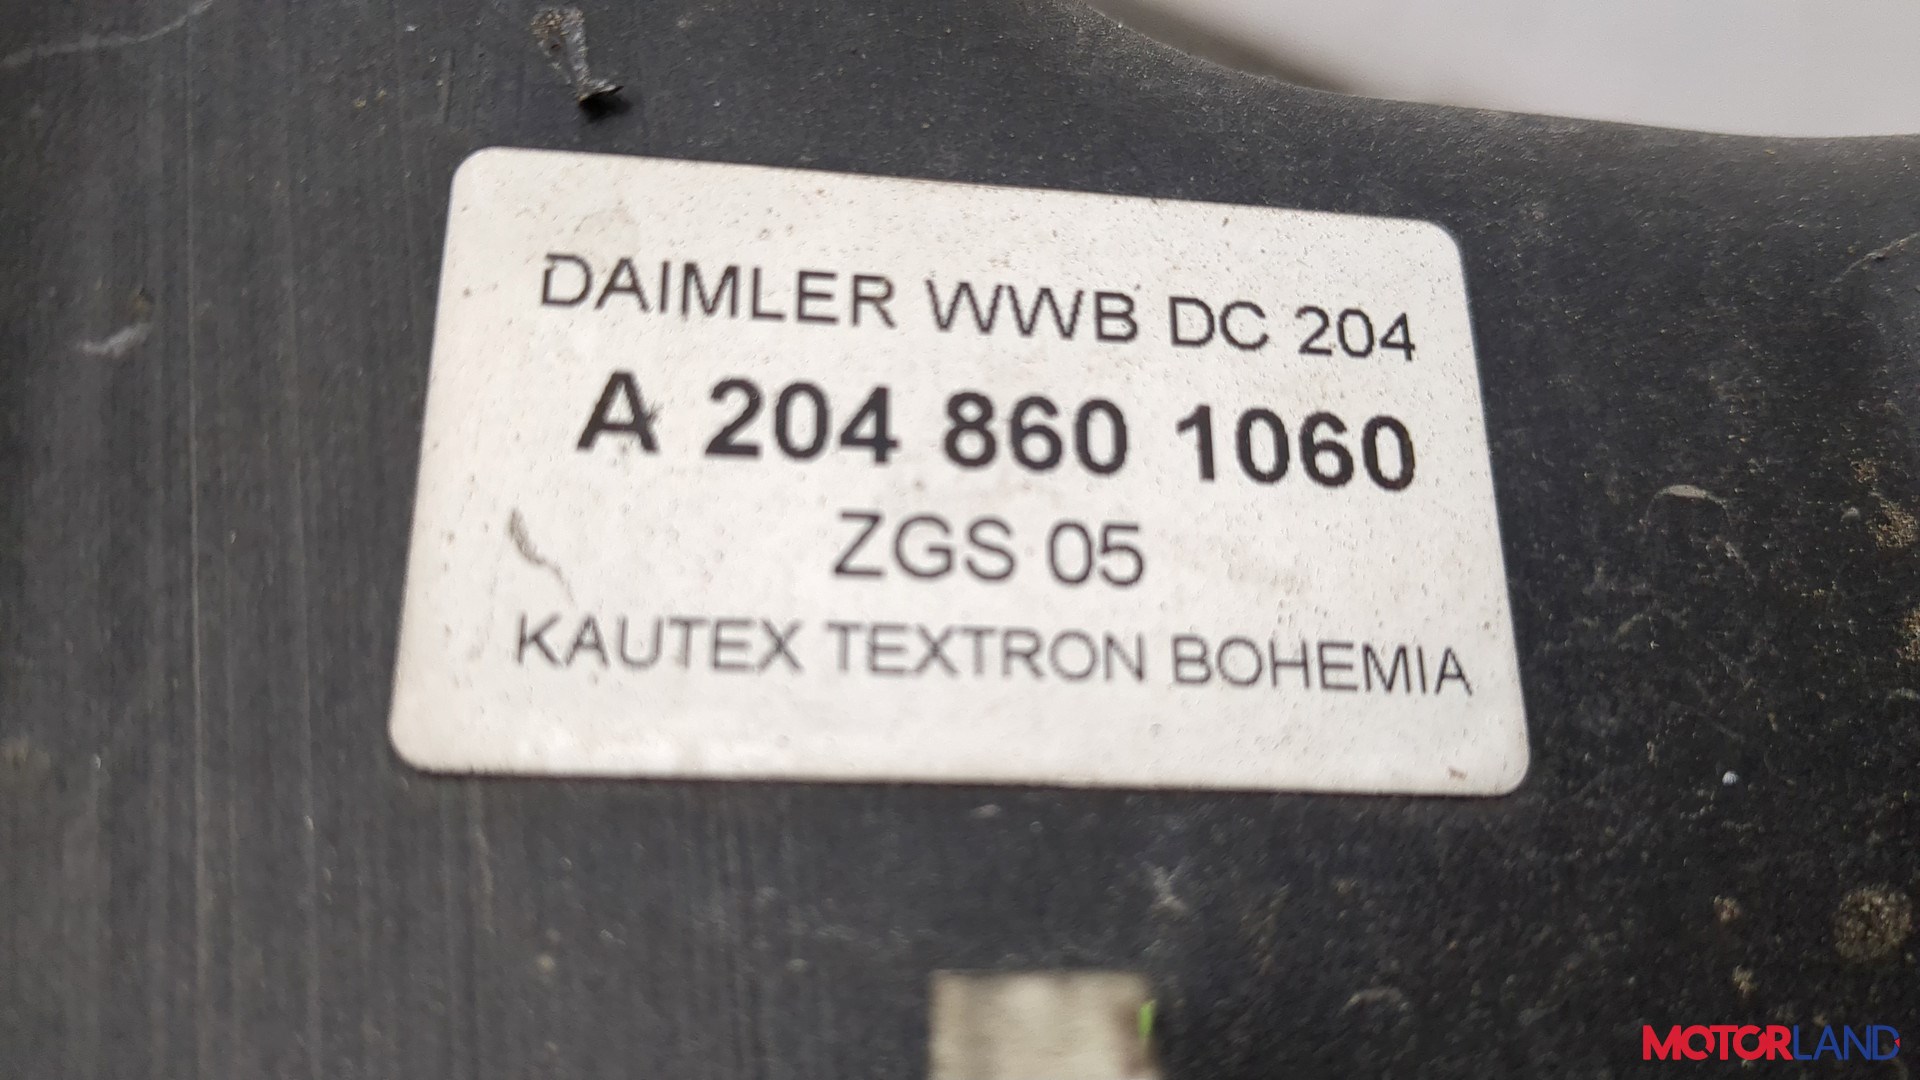 DAIMLER WWB DC 204
A 204 860 1060
ZGS 05
KAUTEX TEXTRON BOHEMIA
MOTORLAND